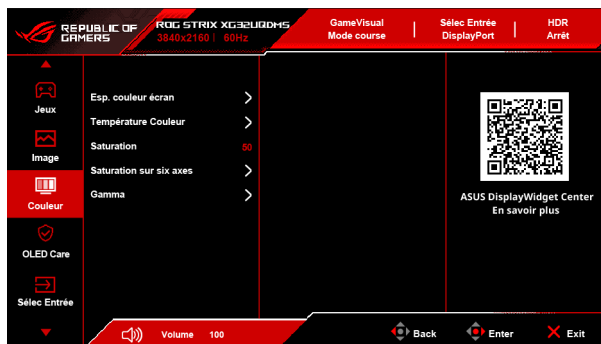 REPUBLIC OF
GAMERS
ROG STRIX XG32UQDMS
3840x2160 60Hz
GameVisual
Mode course
Sélec Entrée
DisplayPort
HDR
Arrêt
Jeux
Image
Couleur
OLED Care
Sélec Entrée
Esp. couleur écran
Température Couleur
Saturation 50
Saturation sur six axes
Gamma
ASUS DisplayWidget Center
En savoir plus
Volume 100
Back
Enter
Exit